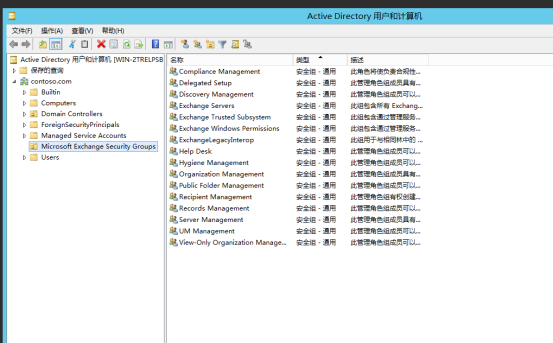 Active Directory 用户和计算机
文件(F) 操作(A) 查看(V) 帮助(H)
Active Directory 用户和计算机 [WIN-2TRELPSB
保存的查询
contoso.com
Builtin
Computers
Domain Controllers
ForeignSecurityPrincipals
Managed Service Accounts
Microsoft Exchange Security Groups
Users
名称 类型 描述
Compliance Management 安全组 - 通用 此角色将使负责合规性...
Delegated Setup 安全组 - 通用 此管理角色组成员具有...
Discovery Management 安全组 - 通用 此管理角色组成员可以...
Exchange Servers 安全组 - 通用 此组包含所有 Exchang...
Exchange Trusted Subsystem 安全组 - 通用 此组包含通过管理服务...
Exchange Windows Permissions 安全组 - 通用 此组包含通过管理服务...
ExchangeLegacyInterop 安全组 - 通用 此组用于与相同林中的 ...
Help Desk 安全组 - 通用 此管理角色组成员可以...
Hygiene Management 安全组 - 通用 此管理角色组成员可以...
Organization Management 安全组 - 通用 此管理角色组成员具有...
Public Folder Management 安全组 - 通用 此管理角色组成员可以...
Recipient Management 安全组 - 通用 此管理角色组有权创建...
Records Management 安全组 - 通用 此管理角色组成员可以...
Server Management 安全组 - 通用 此管理角色组成员具有...
UM Management 安全组 - 通用 此管理角色组成员可以...
View-Only Organization Manage... 安全组 - 通用 此管理角色组成员可以...